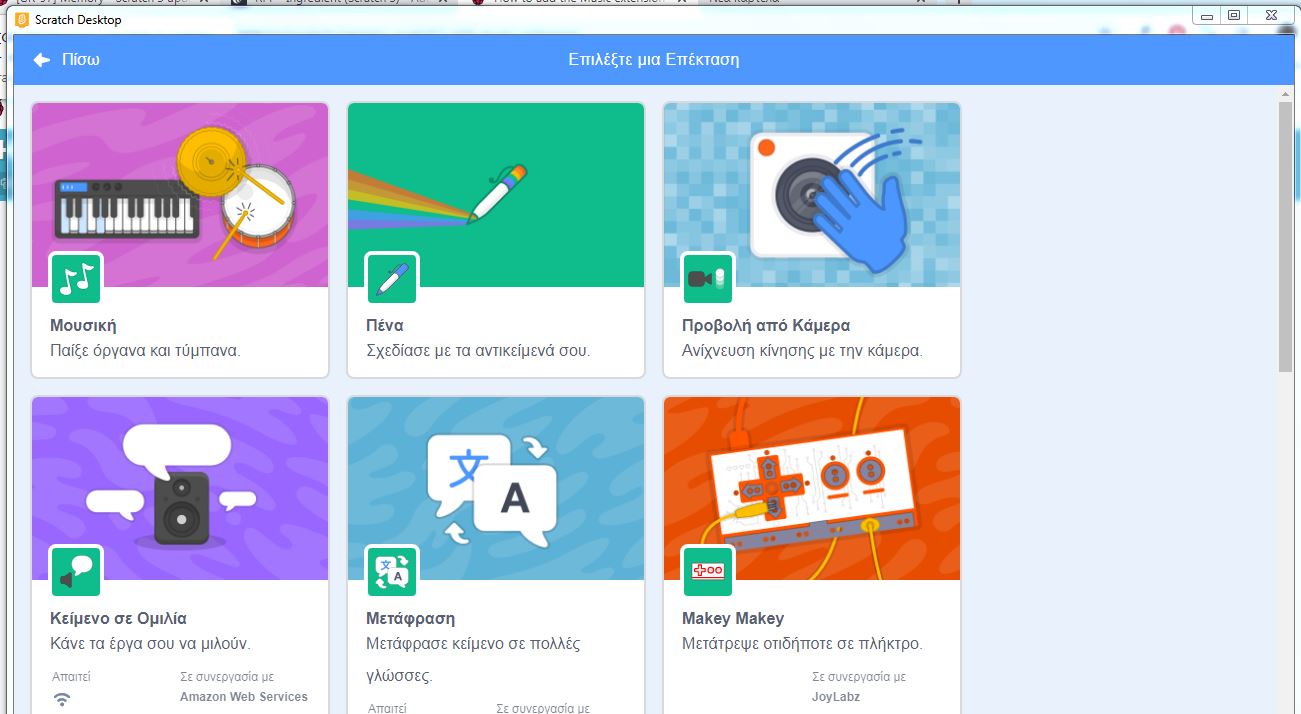 Scratch Desktop
Πίσω
Επιλέξτε μια Επέκταση
Μουσική
Παίξε όργανα και τύμπανα.
Πένα
Σχεδίασε με τα αντικείμενά σου.
Προβολή από Κάμερα
Ανίχνευση κίνησης με την κάμερα.
文
A
文
A
Κείμενο σε Ομιλία
Κάνε τα έργα σου να μιλούν.
Απαιτεί
Σε συνεργασία με
Amazon Web Services
Μετάφραση
Μετάφρασε κείμενο σε πολλές
γλώσσες.
Απαιτεί
Σε συνεργασία με
Makey Makey
Μετάτρεψε οτιδήποτε σε πλήκτρο.
Σε συνεργασία με
JoyLabz